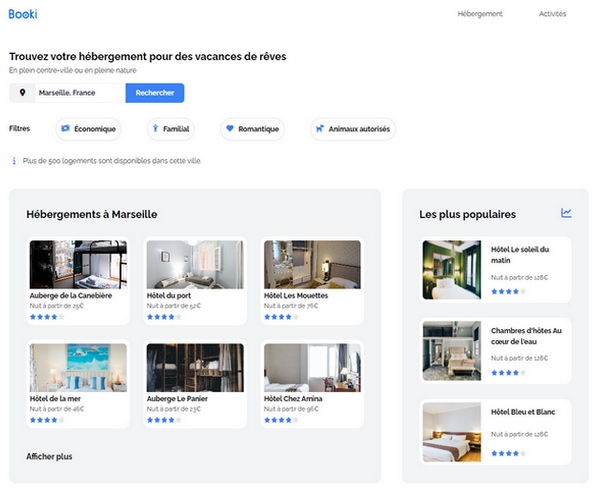 Booki
Hébergement
Activités
Trouvez votre hébergement pour des vacances de rêves
En plein centre-ville ou en pleine nature
Marseille, France
Rechercher
Filtres
Économique
Familial
Romantique
Animaux autorisés
Plus de 500 logements sont disponibles dans cette ville.
Hébergements à Marseille
Auberge de la Canebière
Nuit à partir de 25€
Hôtel du port
Nuit à partir de 52€
Hôtel Les Mouettes
Nuit à partir de 76€
Hôtel de la mer
Nuit à partir de 46€
Auberge Le Panier
Nuit à partir de 23€
Hôtel Chez Amina
Nuit à partir de 96€
Afficher plus
Les plus populaires
Hôtel Le soleil du
matin
Nuit à partir de 128€
Chambres d'hôtes Au
cœur de l'eau
Nuit à partir de 128€
Hôtel Bleu et Blanc
Nuit à partir de 128€